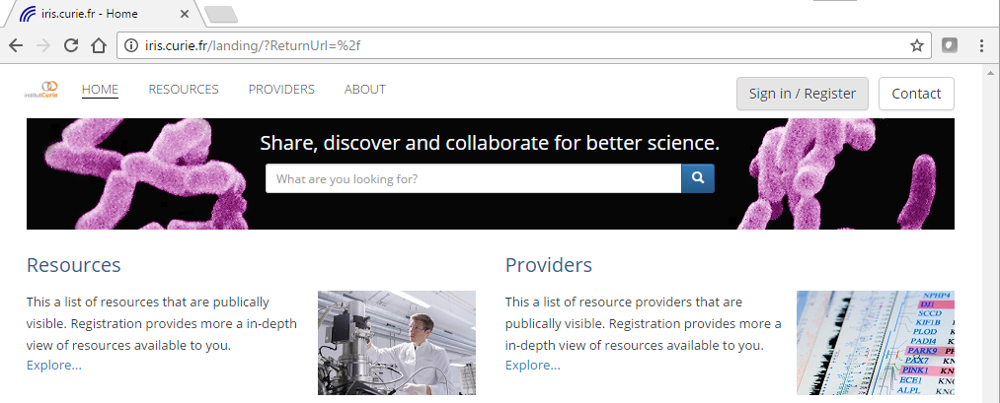 iris.curie.fr - Home
iris.curie.fr/landing/?ReturnUrl=%2f
institutCurie
HOME
RESOURCES
PROVIDERS
ABOUT
Sign in / Register
Contact
Share, discover and collaborate for better science.
What are you looking for?
Resources
This a list of resources that are publically
visible. Registration provides more a in-depth
view of resources available to you.
Explore...
Providers
This a list of resource providers that are
publically visible. Registration provides more a
in-depth view of resources available to you.
Explore...
NPHP4
DJ1
SCCD
KIF1B
PLOD
PADI4
PARK9
PAX7
PINK1
ECE1
ALPL